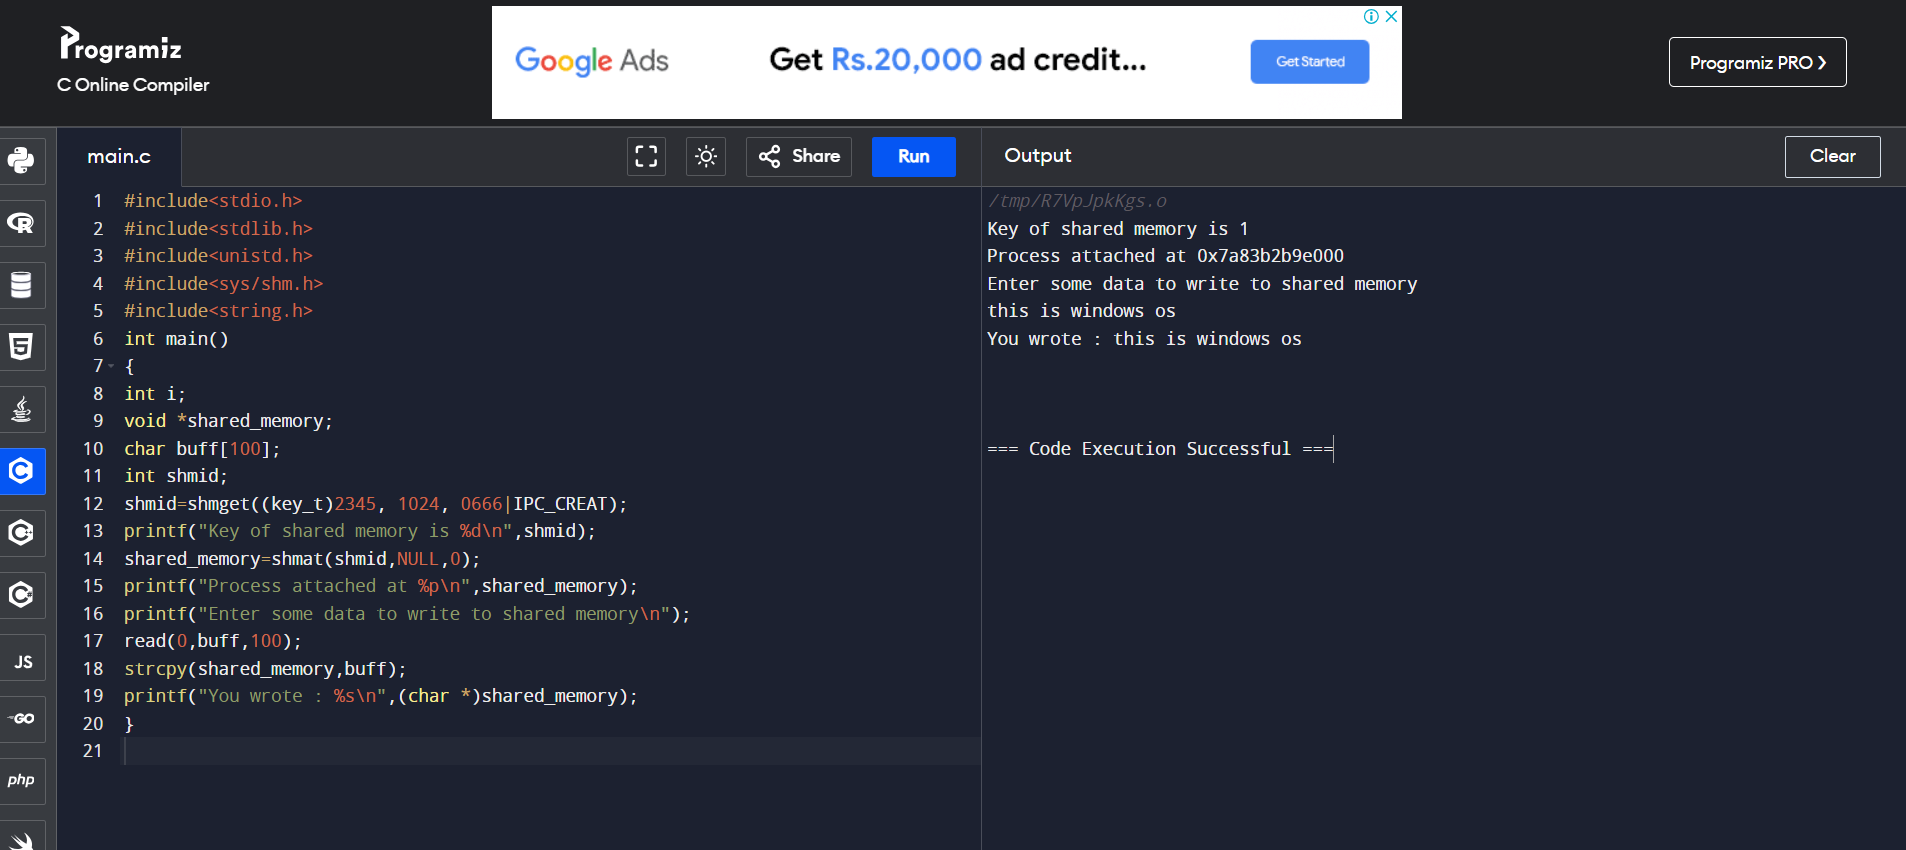 Programiz
C Online Compiler
Google Ads
Get Rs.20,000 ad credit...
Get Started
Programiz PRO
main.c
Share
Run
Output
Clear
1 #include<stdio.h>
2 #include<stdlib.h>
3 #include<unistd.h>
4 #include<sys/shm.h>
5 #include<string.h>
6 int main()
7 {
8 int i;
9 void *shared_memory;
10 char buff[100];
11 int shmid;
12 shmid=shmget((key_t)2345, 1024, 0666|IPC_CREAT);
13 printf("Key of shared memory is %d\n",shmid);
14 shared_memory=shmat(shmid,NULL,0);
15 printf("Process attached at %p\n",shared_memory);
16 printf("Enter some data to write to shared memory\n");
17 read(0,buff,100);
18 strcpy(shared_memory,buff);
19 printf("You wrote : %s\n",(char *)shared_memory);
20 }
21
/tmp/R7VpJpkKgs.o
Key of shared memory is 1
Process attached at 0x7a83b2b9e000
Enter some data to write to shared memory
this is windows os
You wrote : this is windows os
=== Code Execution Successful ===
R
5
C
C
C#
JS
GO
php